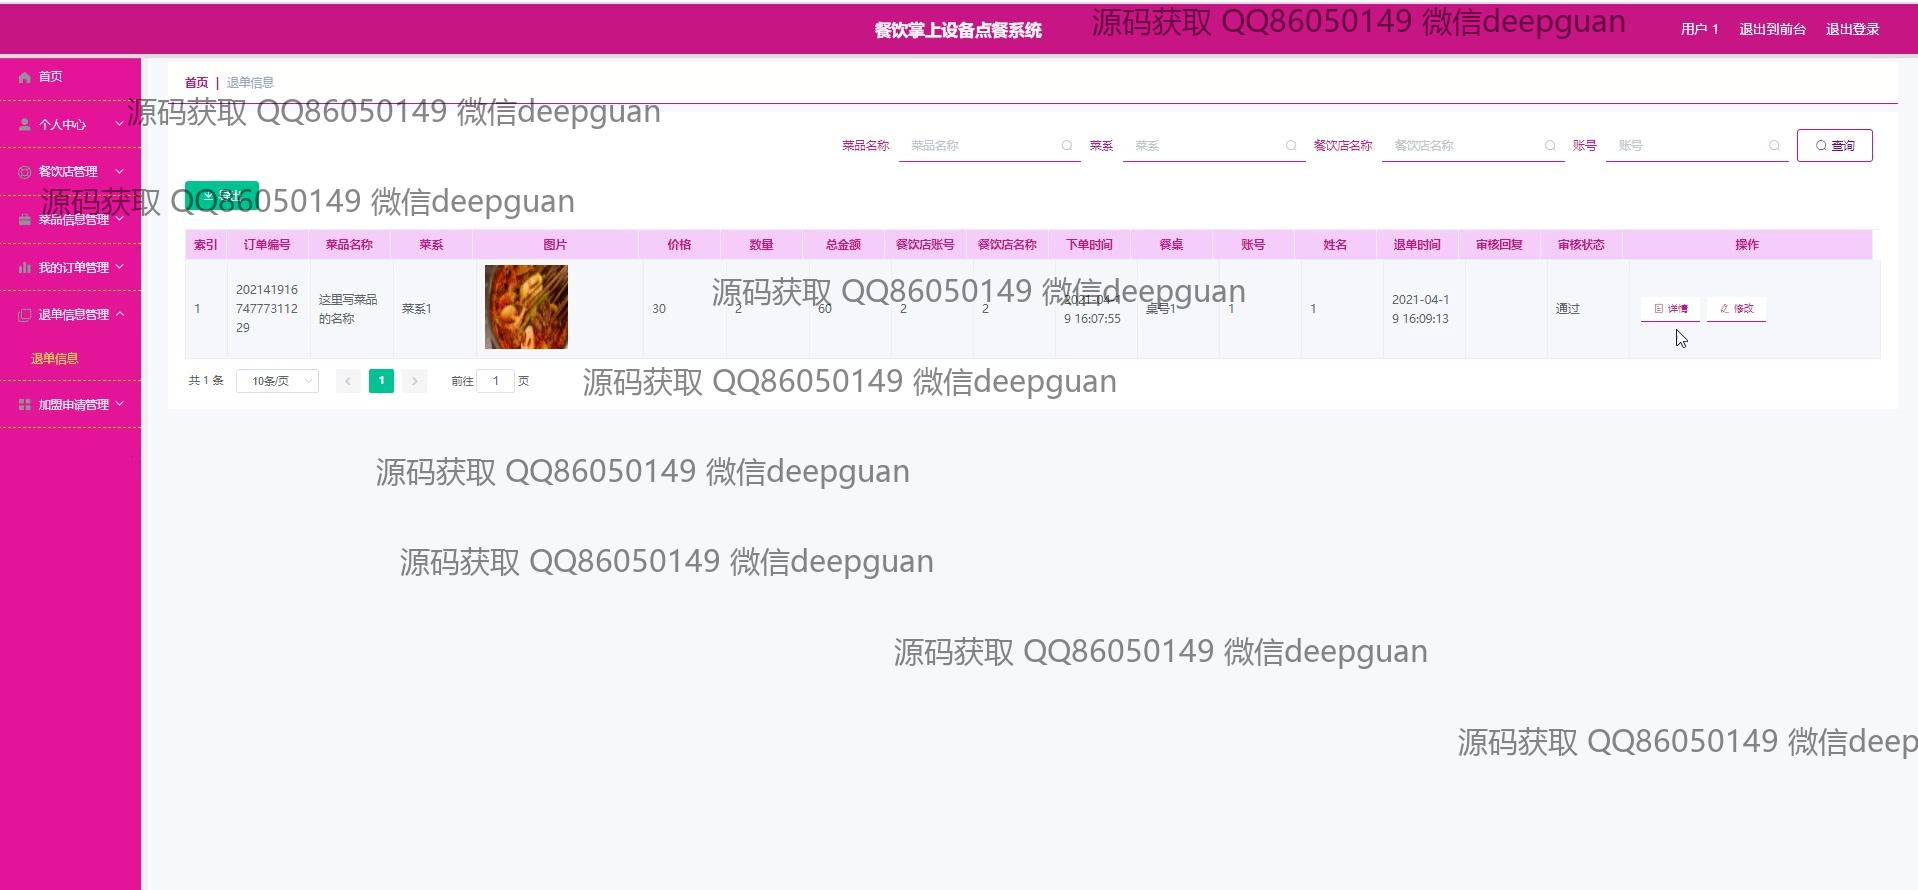 餐饮掌上设备点餐系统
源码获取 QQ86050149 微信deepguan
用户 1 退出到前台 退出登录
首页
个人中心
餐饮店管理
菜品信息管理
我的订单管理
退单信息管理
退单信息
加盟申请管理
首页 | 退单信息
源码获取 QQ86050149 微信deepguan
菜品名称 菜品名称 菜系 菜系 餐饮店名称 餐饮店名称 账号 账号 查询
导出
源码获取 QQ86050149 微信deepguan
索引 订单编号 菜品名称 菜系 图片 价格 数量 总金额 餐饮店账号 餐饮店名称 下单时间 餐桌 账号 姓名 退单时间 审核回复 审核状态 操作
1
202141916
747773112
29
这里写菜品
的名称
菜系1
30
2
60
2
2
2021-04-1
9 16:07:55
桌号1
1
1
2021-04-1
9 16:09:13
通过
详情 修改
源码获取 QQ86050149 微信deepguan
共 1 条 10条/页 1 前往 1 页
源码获取 QQ86050149 微信deepguan
源码获取 QQ86050149 微信deepguan
源码获取 QQ86050149 微信deepguan
源码获取 QQ86050149 微信deepguan
源码获取 QQ86050149 微信deep